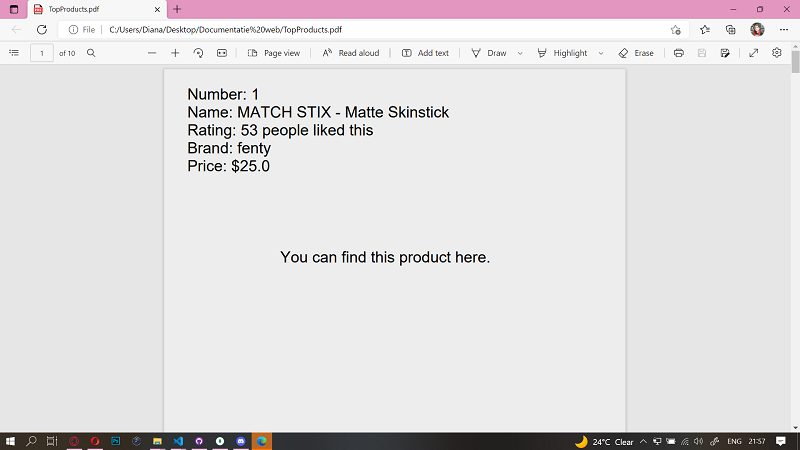 TopProducts.pdf
File
C:/Users/Diana/Desktop/Documentatie%20web/TopProducts.pdf
1 of 10
Page view
Read aloud
Add text
Draw
Highlight
Erase
Number: 1
Name: MATCH STIX - Matte Skinstick
Rating: 53 people liked this
Brand: fenty
Price: $25.0
You can find this product here.
24°C Clear
ENG
21:57